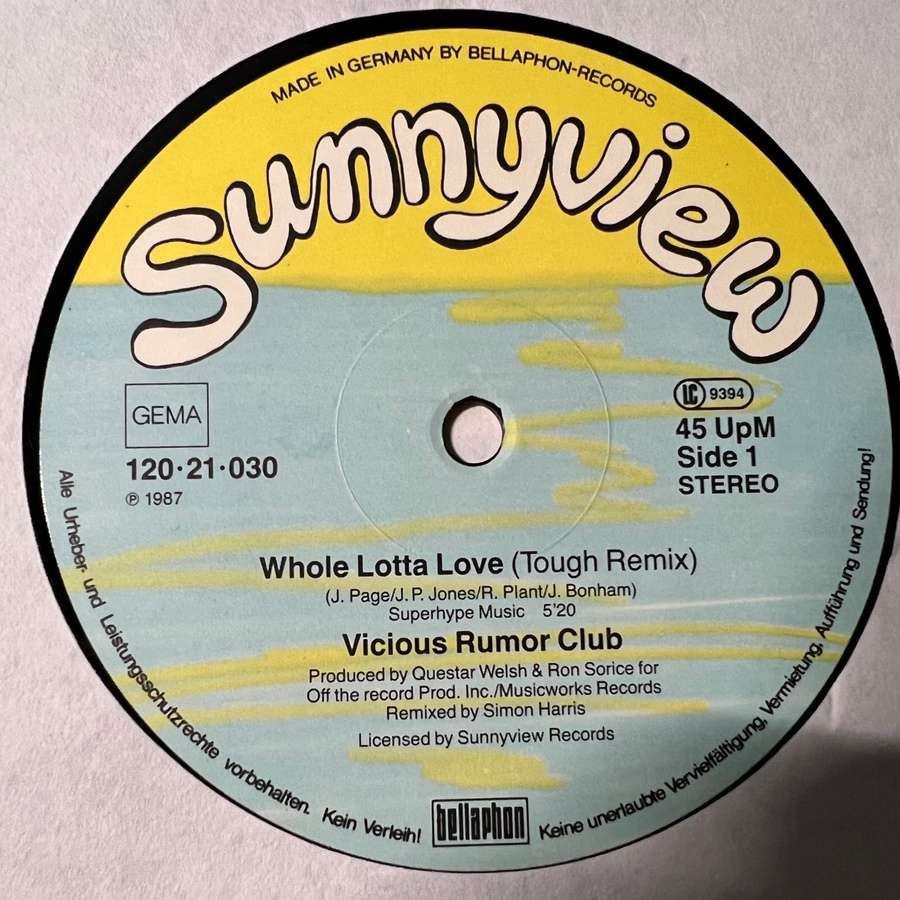 MADE IN GERMANY BY BELLAPHON-RECORDS
Sunnyview
GEMA
120·21·030
℗ 1987
LC 9394
45 UpM
Side 1
STEREO
Whole Lotta Love (Tough Remix)
(J. Page/J. P. Jones/R. Plant/J. Bonham)
Superhype Music 5'20
Vicious Rumor Club
Produced by Questar Welsh & Ron Sorice for
Off the record Prod. Inc./Musicworks Records
Remixed by Simon Harris
Licensed by Sunnyview Records
Alle Urheber- und Leistungsschutzrechte vorbehalten. Kein Verleih!
bellaphon
Keine unerlaubte Vervielfältigung, Vermietung, Aufführung und Sendung!